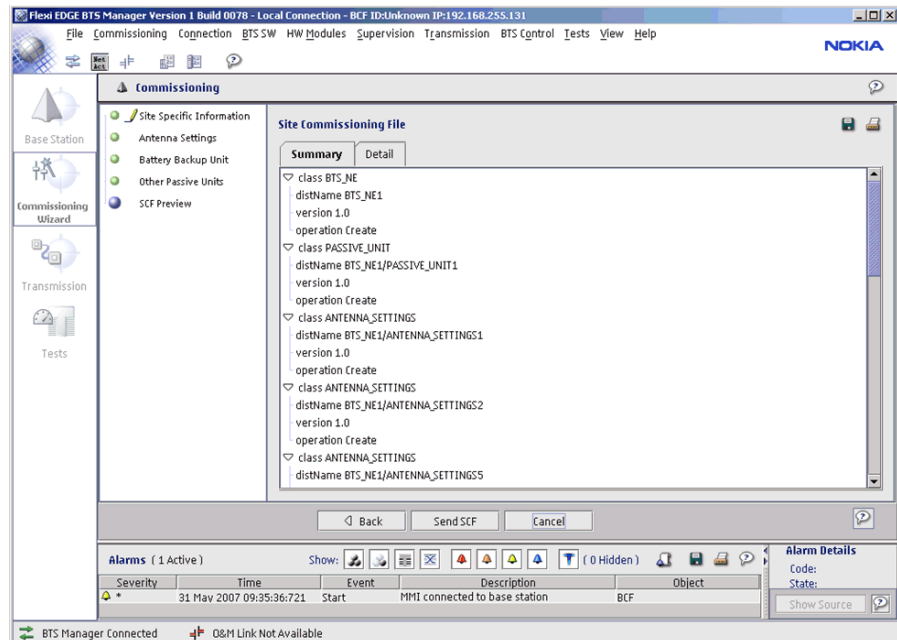 Flexi EDGE BTS Manager Version 1 Build 0078 - Local Connection - BCF ID:Unknown IP:192.168.255.131
File Commissioning Connection BTS SW HW Modules Supervision Transmission BTS Control Tests View Help
NOKIA
Net Act
Commissioning
Base Station
Commissioning Wizard
Transmission
Tests
Site Specific Information
Antenna Settings
Battery Backup Unit
Other Passive Units
SCF Preview
Site Commissioning File
Summary Detail
class BTS_NE
distName BTS_NE1
version 1.0
operation Create
class PASSIVE_UNIT
distName BTS_NE1/PASSIVE_UNIT1
version 1.0
operation Create
class ANTENNA_SETTINGS
distName BTS_NE1/ANTENNA_SETTINGS1
version 1.0
operation Create
class ANTENNA_SETTINGS
distName BTS_NE1/ANTENNA_SETTINGS2
version 1.0
operation Create
class ANTENNA_SETTINGS
distName BTS_NE1/ANTENNA_SETTINGS5
Back Send SCF Cancel
Alarms ( 1 Active ) Show: ( 0 Hidden )
Severity Time Event Description Object
* 31 May 2007 09:35:36:721 Start MMI connected to base station BCF
Alarm Details
Code:
State:
Show Source
BTS Manager Connected O&M Link Not Available